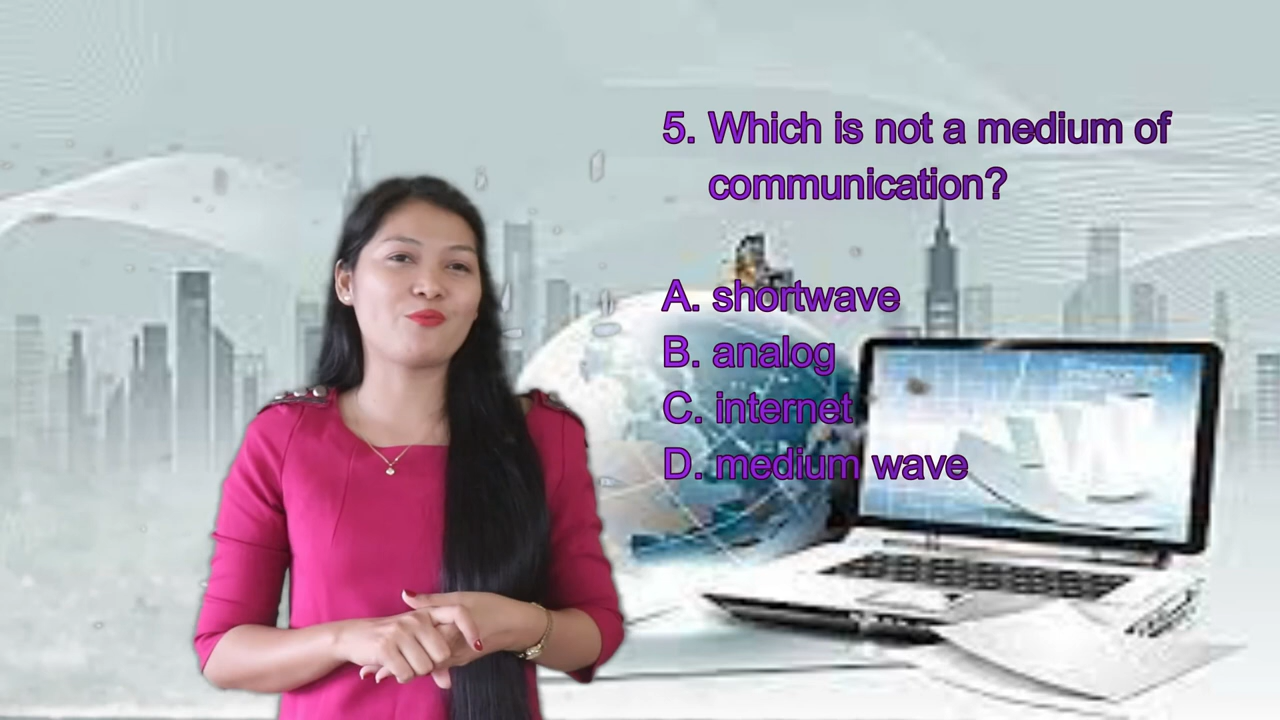 5. Which is not a medium of
communication?
A. shortwave
B. analog
C. internet
D. medium wave